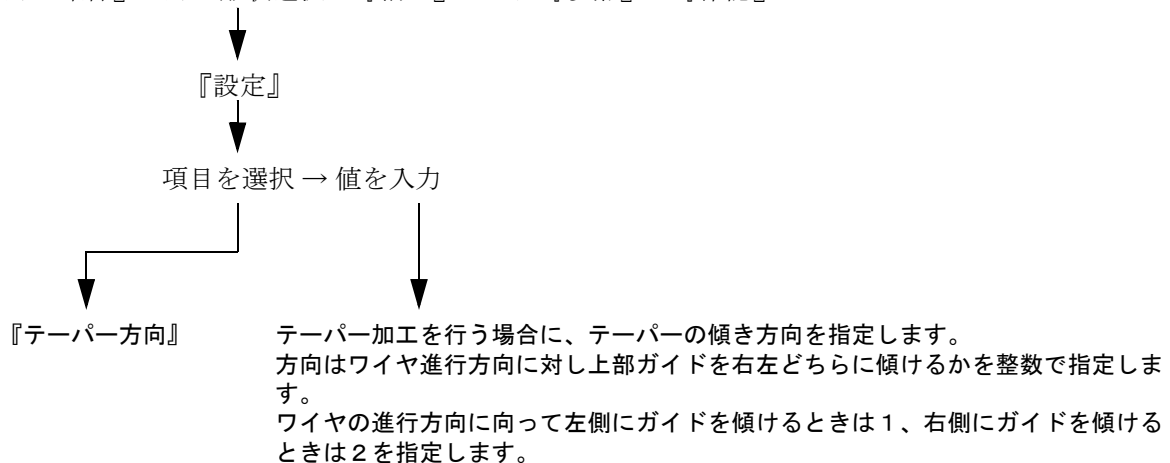 『設定』
項目を選択 → 値を入力
『テーパー方向』
テーパー加工を行う場合に、テーパーの傾き方向を指定します。
方向はワイヤ進行方向に対し上部ガイドを右左どちらに傾けるかを整数で指定しま
す。
ワイヤの進行方向に向って左側にガイドを傾けるときは１、右側にガイドを傾ける
ときは２を指定します。